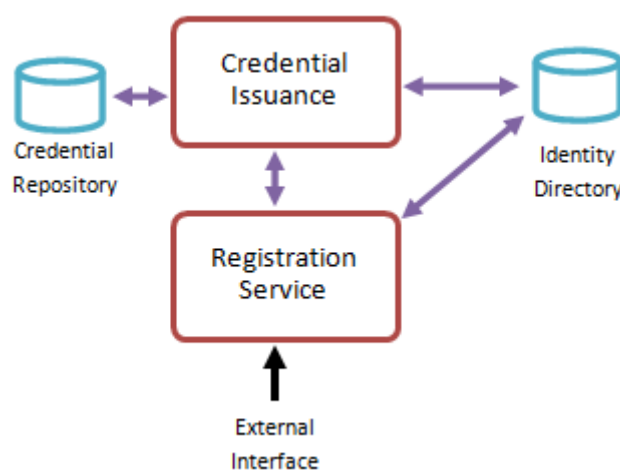 Credential
Issuance
Credential
Repository
Identity
Directory
Registration
Service
External
Interface